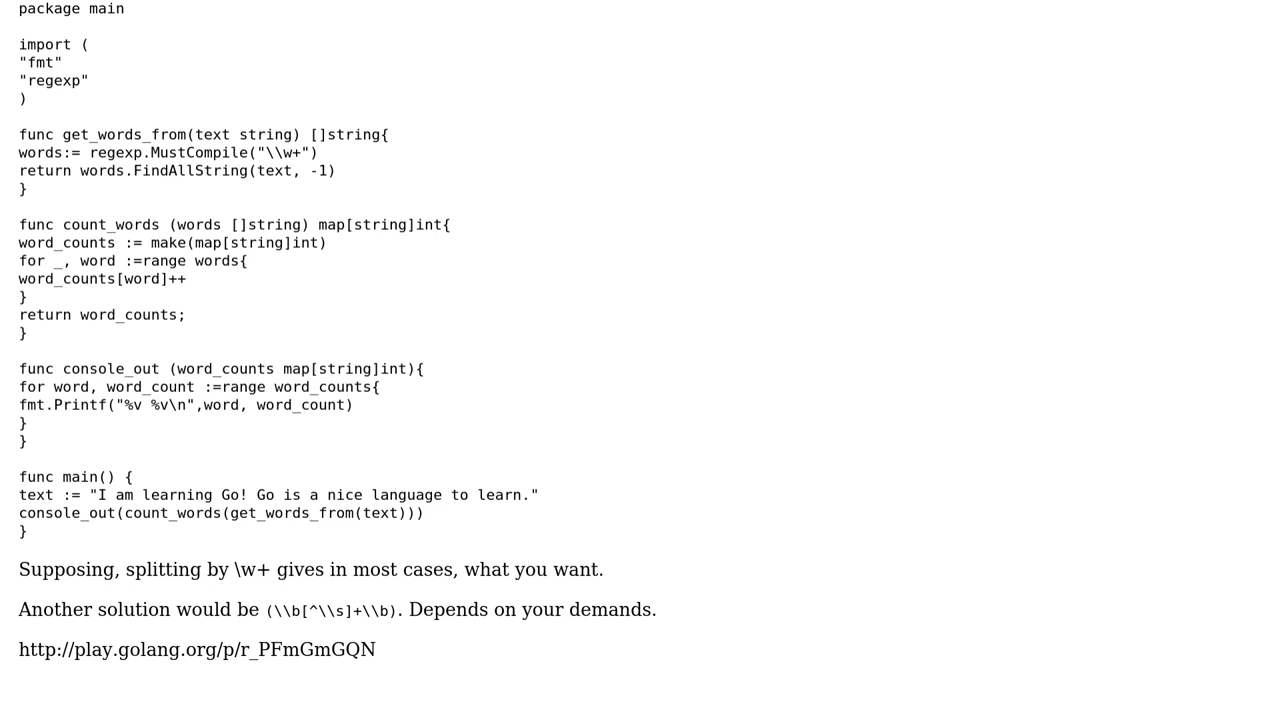 package main
import (
"fmt"
"regexp"
)
func get_words_from(text string) []string{
words:= regexp.MustCompile("\\w+")
return words.FindAllString(text, -1)
}
func count_words (words []string) map[string]int{
word_counts := make(map[string]int)
for _, word :=range words{
word_counts[word]++
}
return word_counts;
}
func console_out (word_counts map[string]int){
for word, word_count :=range word_counts{
fmt.Printf("%v %v\n",word, word_count)
}
}
func main() {
text := "I am learning Go! Go is a nice language to learn."
console_out(count_words(get_words_from(text)))
}
Supposing, splitting by \w+ gives in most cases, what you want.
Another solution would be (\\b[^\\s]+\\b). Depends on your demands.
http://play.golang.org/p/r_PFmGmGQN